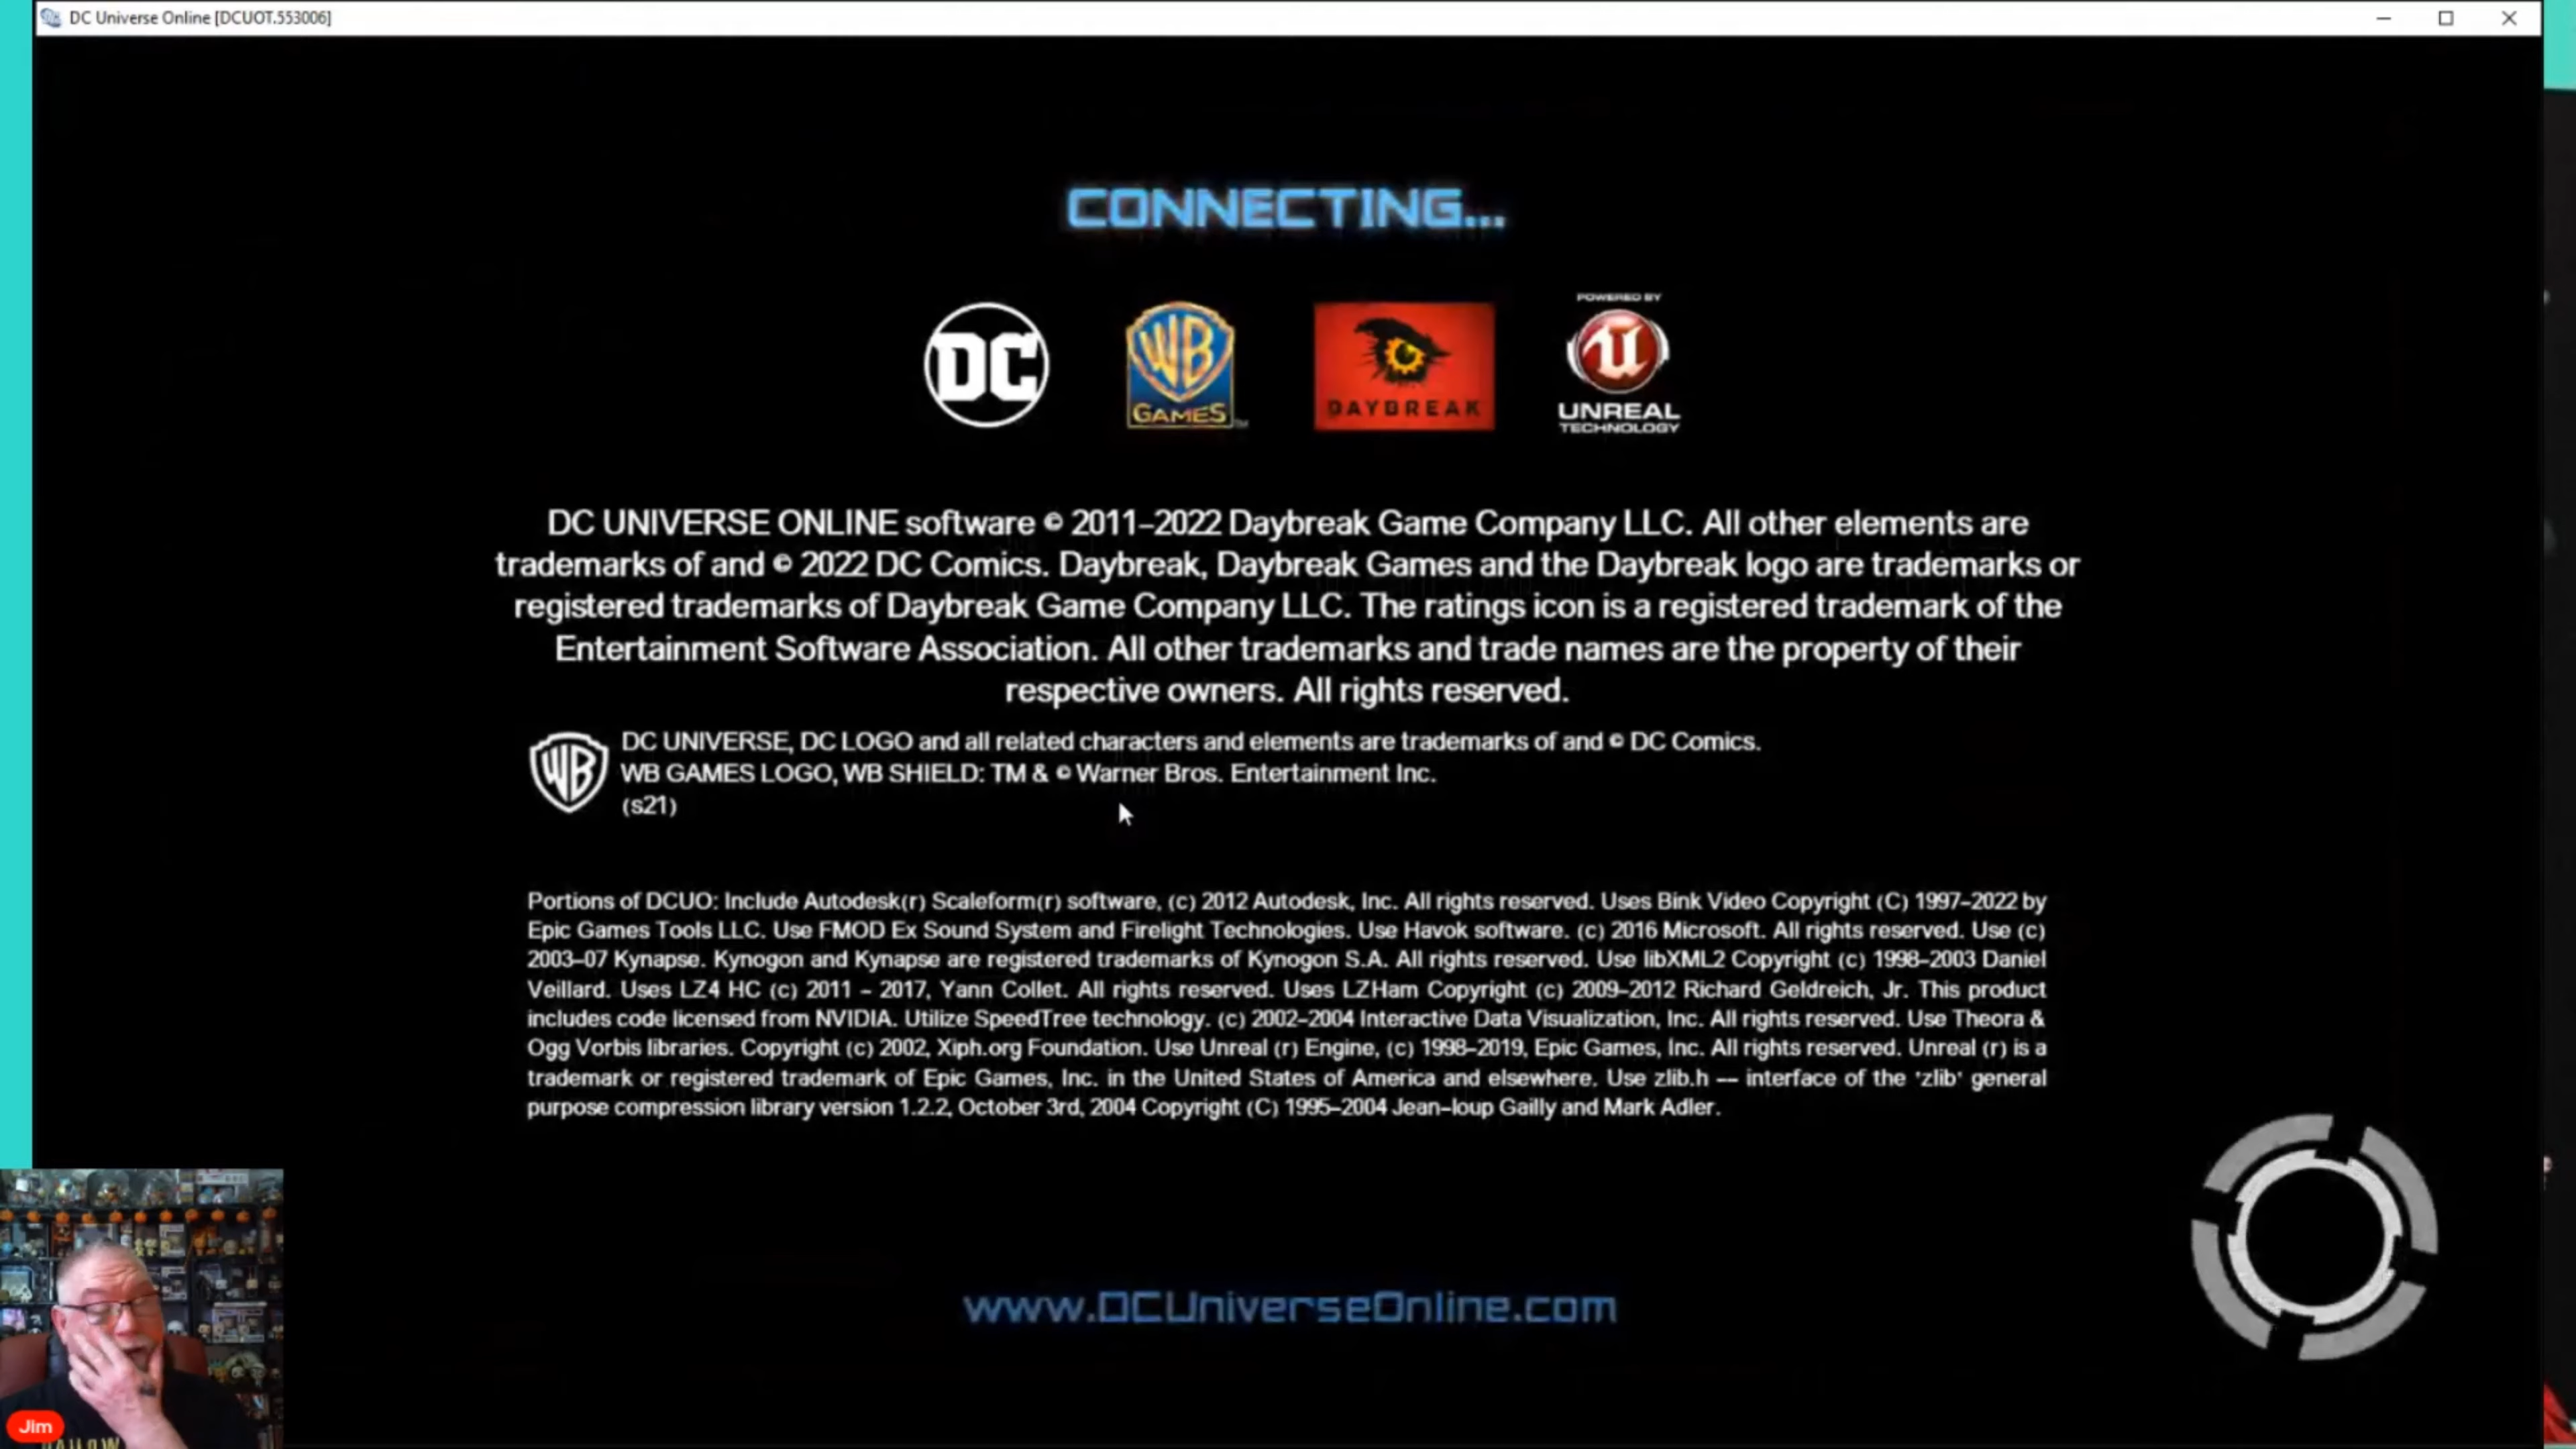 DC Universe Online [DCUOT.553006]
CONNECTING...
DC
WB
GAMES
TM
DAYBREAK
POWERED BY
U
UNREAL
TECHNOLOGY
DC UNIVERSE ONLINE software © 2011–2022 Daybreak Game Company LLC. All other elements are
trademarks of and © 2022 DC Comics. Daybreak, Daybreak Games and the Daybreak logo are trademarks or
registered trademarks of Daybreak Game Company LLC. The ratings icon is a registered trademark of the
Entertainment Software Association. All other trademarks and trade names are the property of their
respective owners. All rights reserved.
WB
DC UNIVERSE, DC LOGO and all related characters and elements are trademarks of and © DC Comics.
WB GAMES LOGO, WB SHIELD: TM & © Warner Bros. Entertainment Inc.
(s21)
Portions of DCUO: Include Autodesk(r) Scaleform(r) software, (c) 2012 Autodesk, Inc. All rights reserved. Uses Bink Video Copyright (C) 1997–2022 by
Epic Games Tools LLC. Use FMOD Ex Sound System and Firelight Technologies. Use Havok software. (c) 2016 Microsoft. All rights reserved. Use (c)
2003–07 Kynapse. Kynogon and Kynapse are registered trademarks of Kynogon S.A. All rights reserved. Use libXML2 Copyright (c) 1998–2003 Daniel
Veillard. Uses LZ4 HC (c) 2011 – 2017, Yann Collet. All rights reserved. Uses LZHam Copyright (c) 2009–2012 Richard Geldreich, Jr. This product
includes code licensed from NVIDIA. Utilize SpeedTree technology. (c) 2002–2004 Interactive Data Visualization, Inc. All rights reserved. Use Theora &
Ogg Vorbis libraries. Copyright (c) 2002, Xiph.org Foundation. Use Unreal (r) Engine, (c) 1998–2019, Epic Games, Inc. All rights reserved. Unreal (r) is a
trademark or registered trademark of Epic Games, Inc. in the United States of America and elsewhere. Use zlib.h –– interface of the 'zlib' general
purpose compression library version 1.2.2, October 3rd, 2004 Copyright (C) 1995–2004 Jean–loup Gailly and Mark Adler.
www.DCUniverseOnline.com
Jim